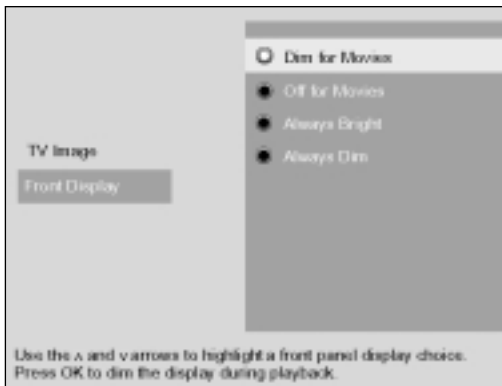 Dim for Movies
Off for Movies
Always Bright
Always Dim
TV Image
Front Display
Use the ∧ and ∨ arrows to highlight a front panel display choice.
Press OK to dim the display during playback.